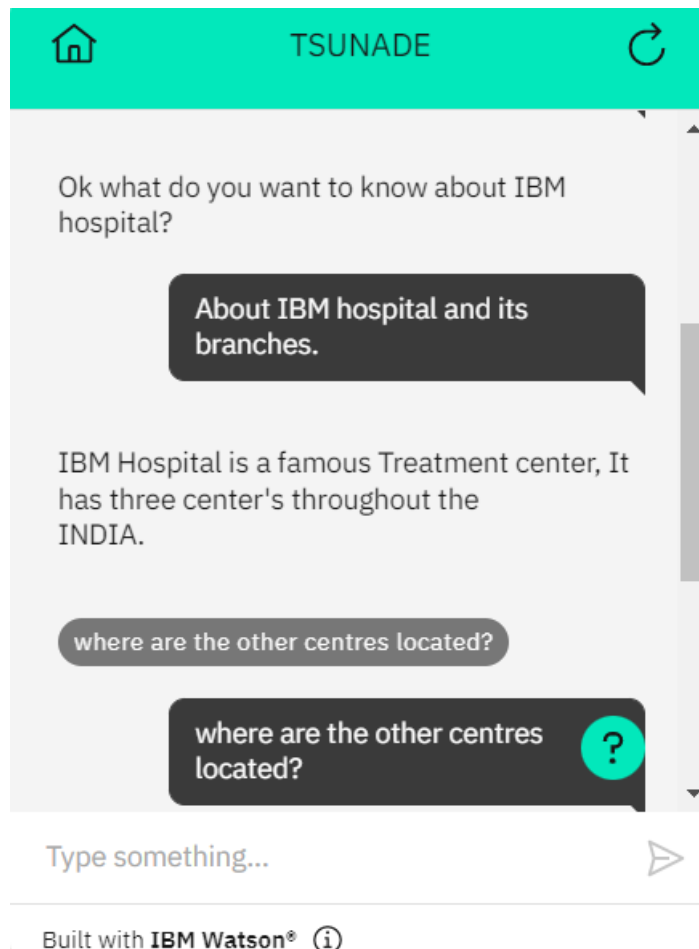 TSUNADE
Ok what do you want to know about IBM
hospital?
About IBM hospital and its
branches.
IBM Hospital is a famous Treatment center, It
has three center's throughout the
INDIA.
where are the other centres located?
where are the other centres
located?
?
Type something...
Built with IBM Watson®